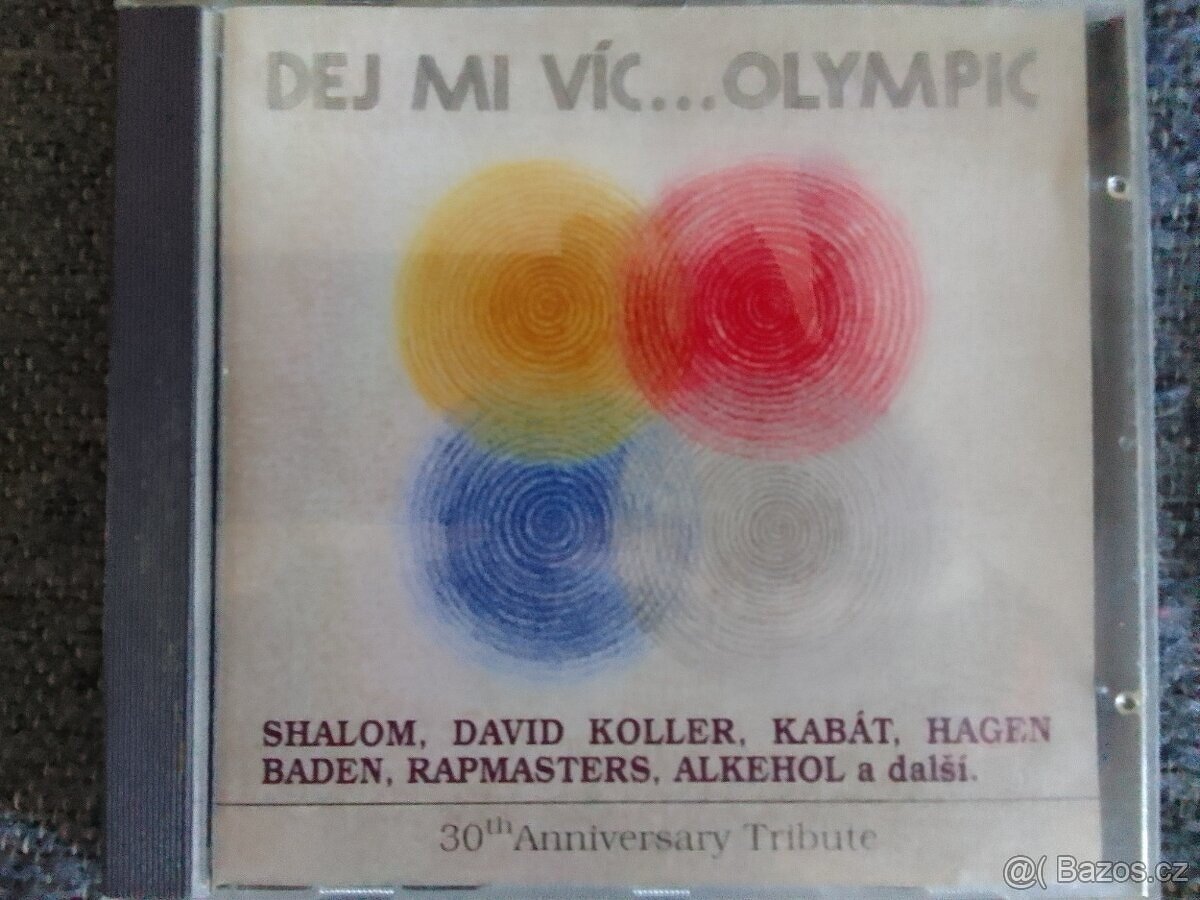 DEJ MI VÍC...OLYMPIC
SHALOM, DAVID KOLLER, KABÁT, HAGEN
BADEN, RAPMASTERS, ALKEHOL a další.
30th Anniversary Tribute
@( Bazos.cz